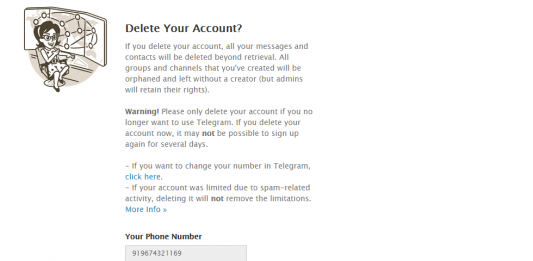 Delete Your Account?
If you delete your account, all your messages and
contacts will be deleted beyond retrieval. All
groups and channels that you've created will be
orphaned and left without a creator (but admins
will retain their rights).
Warning! Please only delete your account if you no
longer want to use Telegram. If you delete your
account now, it may not be possible to sign up
again for several days.
– If you want to change your number in Telegram,
click here.
– If your account was limited due to spam-related
activity, deleting it will not remove the limitations.
More Info »
Your Phone Number
919674321169